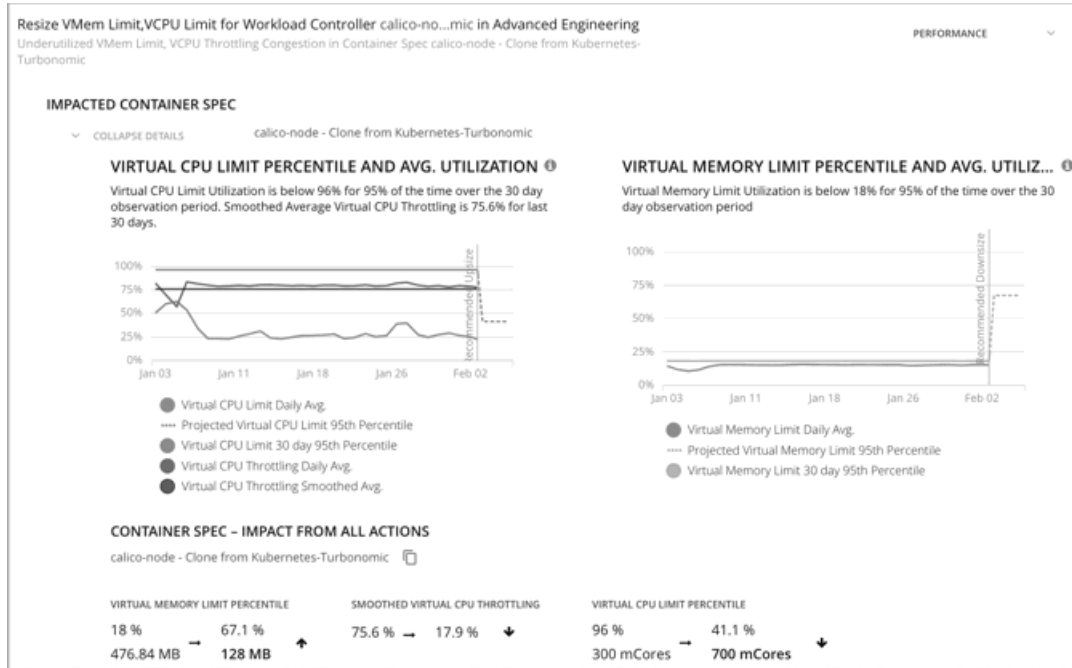 Resize VMem Limit,VCPU Limit for Workload Controller calico-no...mic in Advanced Engineering
Underutilized VMem Limit, VCPU Throttling Congestion in Container Spec calico-node - Clone from Kubernetes-
Turbonomic
PERFORMANCE
IMPACTED CONTAINER SPEC
COLLAPSE DETAILS
calico-node - Clone from Kubernetes-Turbonomic
VIRTUAL CPU LIMIT PERCENTILE AND AVG. UTILIZATION
Virtual CPU Limit Utilization is below 96% for 95% of the time over the 30 day
observation period. Smoothed Average Virtual CPU Throttling is 75.6% for last
30 days.
100%
75%
50%
25%
0%
Recommended Upsize
Jan 03 Jan 11 Jan 18 Jan 26 Feb 02
Virtual CPU Limit Daily Avg.
Projected Virtual CPU Limit 95th Percentile
Virtual CPU Limit 30 day 95th Percentile
Virtual CPU Throttling Daily Avg.
Virtual CPU Throttling Smoothed Avg.
VIRTUAL MEMORY LIMIT PERCENTILE AND AVG. UTILIZ...
Virtual Memory Limit Utilization is below 18% for 95% of the time over the 30
day observation period
100%
75%
50%
25%
0%
Recommended Downsize
Jan 03 Jan 11 Jan 18 Jan 26 Feb 02
Virtual Memory Limit Daily Avg.
Projected Virtual Memory Limit 95th Percentile
Virtual Memory Limit 30 day 95th Percentile
CONTAINER SPEC – IMPACT FROM ALL ACTIONS
calico-node - Clone from Kubernetes-Turbonomic
VIRTUAL MEMORY LIMIT PERCENTILE
18 % → 67.1 %
476.84 MB 128 MB
SMOOTHED VIRTUAL CPU THROTTLING
75.6 % → 17.9 %
VIRTUAL CPU LIMIT PERCENTILE
96 % → 41.1 %
300 mCores 700 mCores